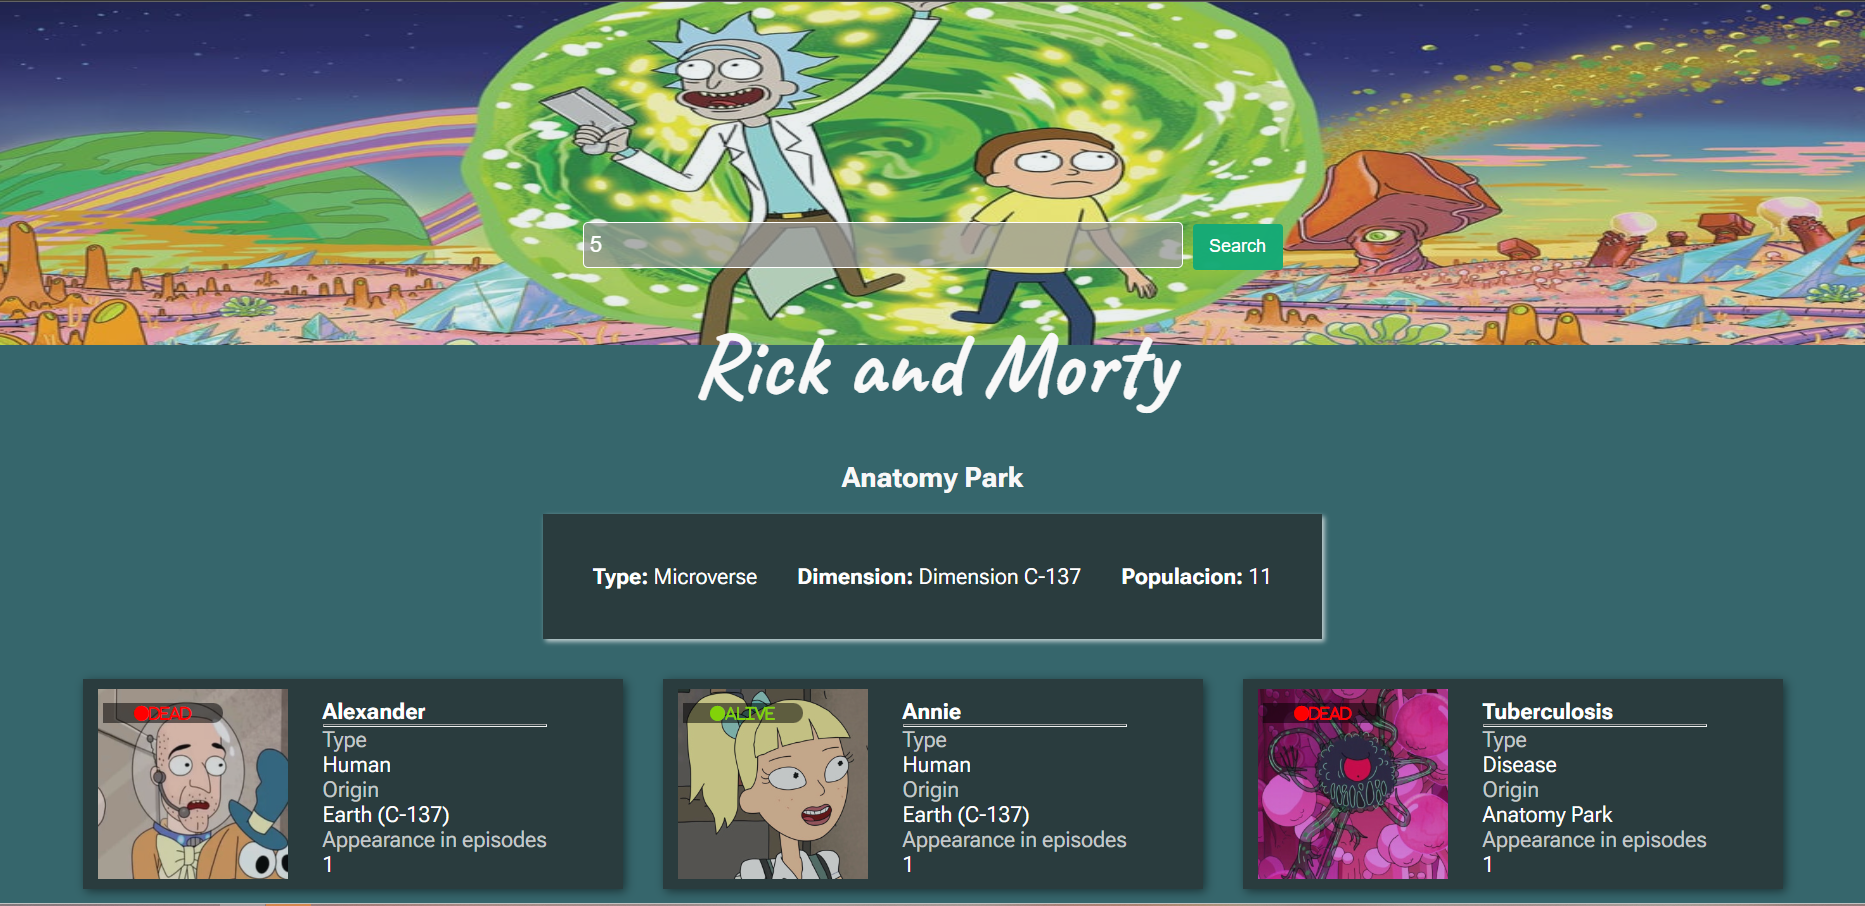 5
Search
Rick and Morty
Anatomy Park
Type: Microverse Dimension: Dimension C-137 Populacion: 11
DEAD
Alexander
Type
Human
Origin
Earth (C-137)
Appearance in episodes
1
ALIVE
Annie
Type
Human
Origin
Earth (C-137)
Appearance in episodes
1
DEAD
Tuberculosis
Type
Disease
Origin
Anatomy Park
Appearance in episodes
1